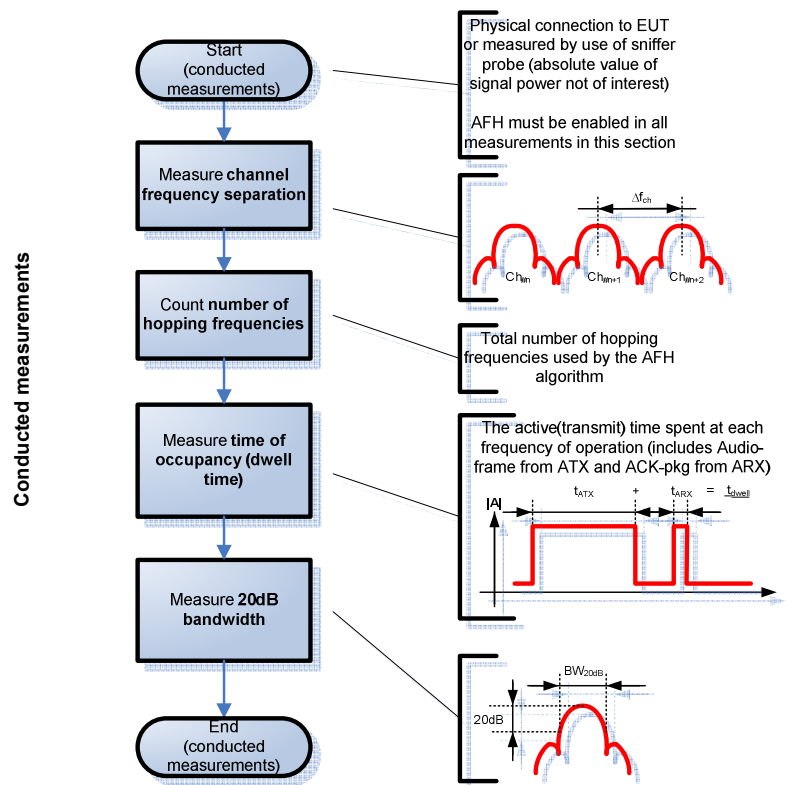 Conducted measurements
Start
(conducted
measurements)
Physical connection to EUT
or measured by use of sniffer
probe (absolute value of
signal power not of interest)
AFH must be enabled in all
measurements in this section
Measure channel
frequency separation
Δfch
Ch#n
Ch#n+1
Ch#n+2
Count number of
hopping frequencies
Total number of hopping
frequencies used by the AFH
algorithm
Measure time of
occupancy (dwell
time)
The active(transmit) time spent at each
frequency of operation (includes Audio-
frame from ATX and ACK-pkg from ARX)
|A|
tATX + tARX = tdwell
Measure 20dB
bandwidth
BW20dB
20dB
End
(conducted
measurements)